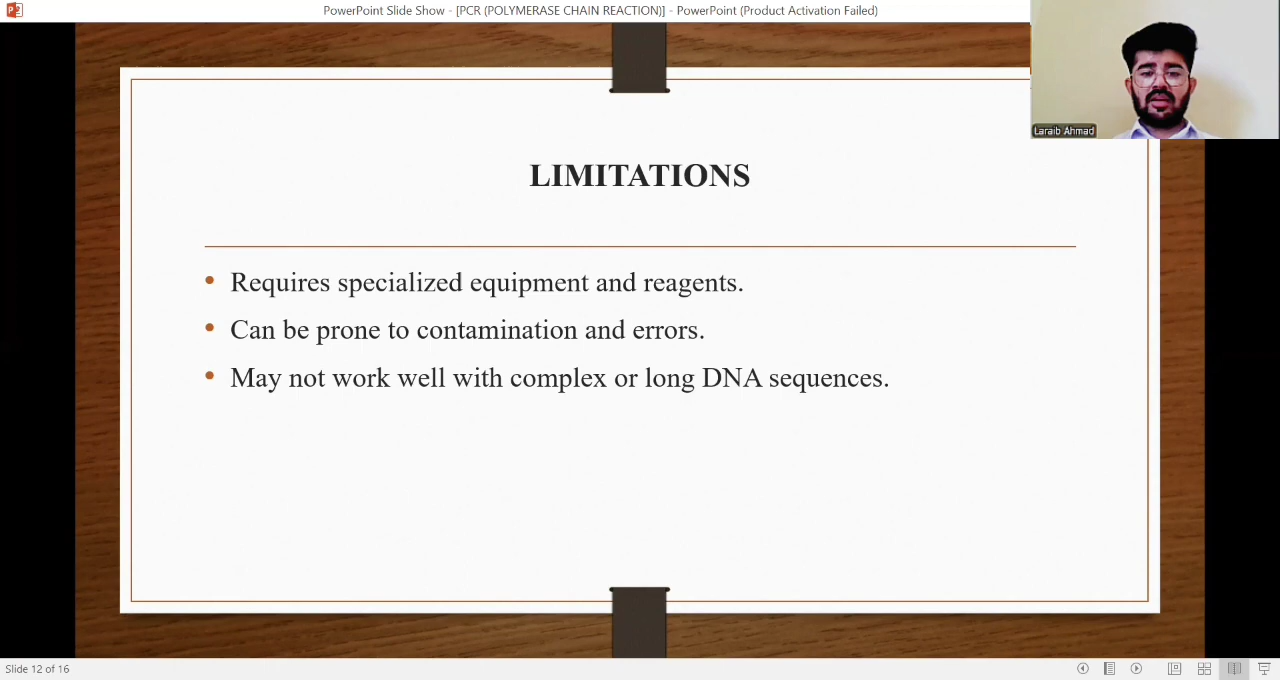 PowerPoint Slide Show - [PCR (POLYMERASE CHAIN REACTION)] - PowerPoint (Product Activation Failed)
Laraib Ahmad
LIMITATIONS
• Requires specialized equipment and reagents.
• Can be prone to contamination and errors.
• May not work well with complex or long DNA sequences.
Slide 12 of 16